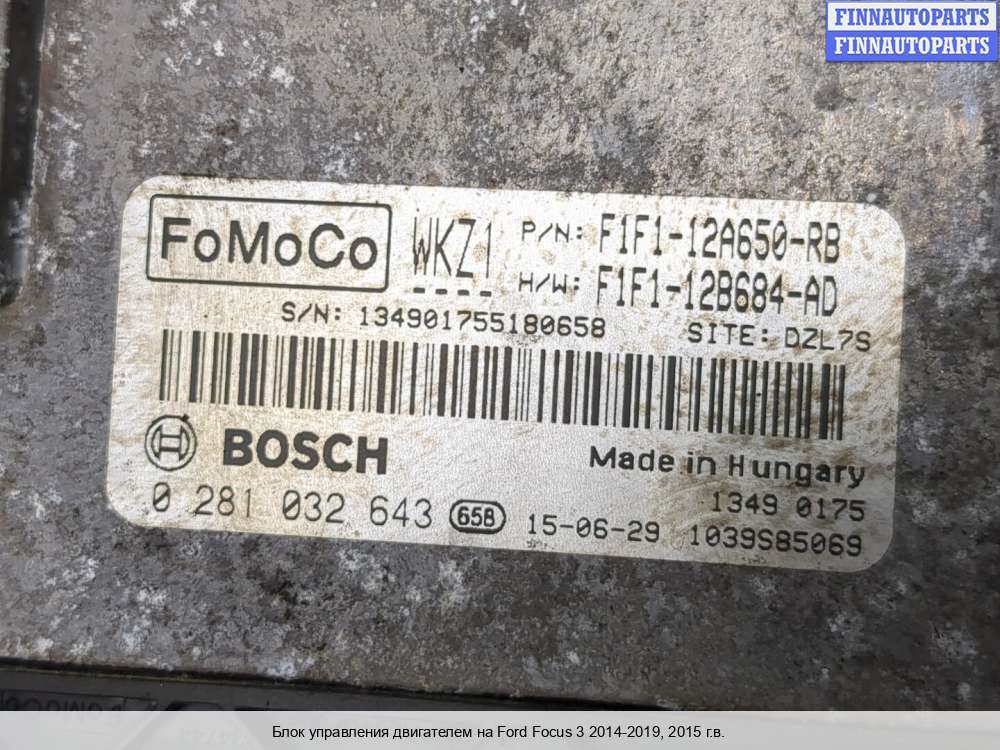 FINNAUTOPARTS
FINNAUTOPARTS
FoMoCo WKZ1 P/N: F1F1-12A650-RB
---- H/W: F1F1-12B684-AD
S/N: 134901755180658 SITE: DZL7S
BOSCH Made in Hungary
0 281 032 643 65B 15-06-29 1349 0175
1039S85069
Блок управления двигателем на Ford Focus 3 2014-2019, 2015 г.в.